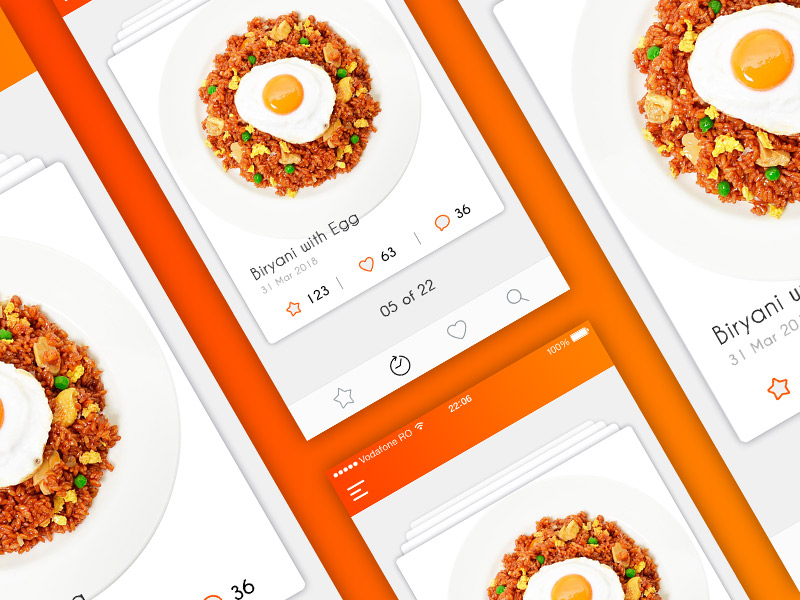 Biryani with Egg
31 Mar 2018
123
63
36
05 of 22
Vodafone RO
22:06
100%
Biryani
31 Mar
36